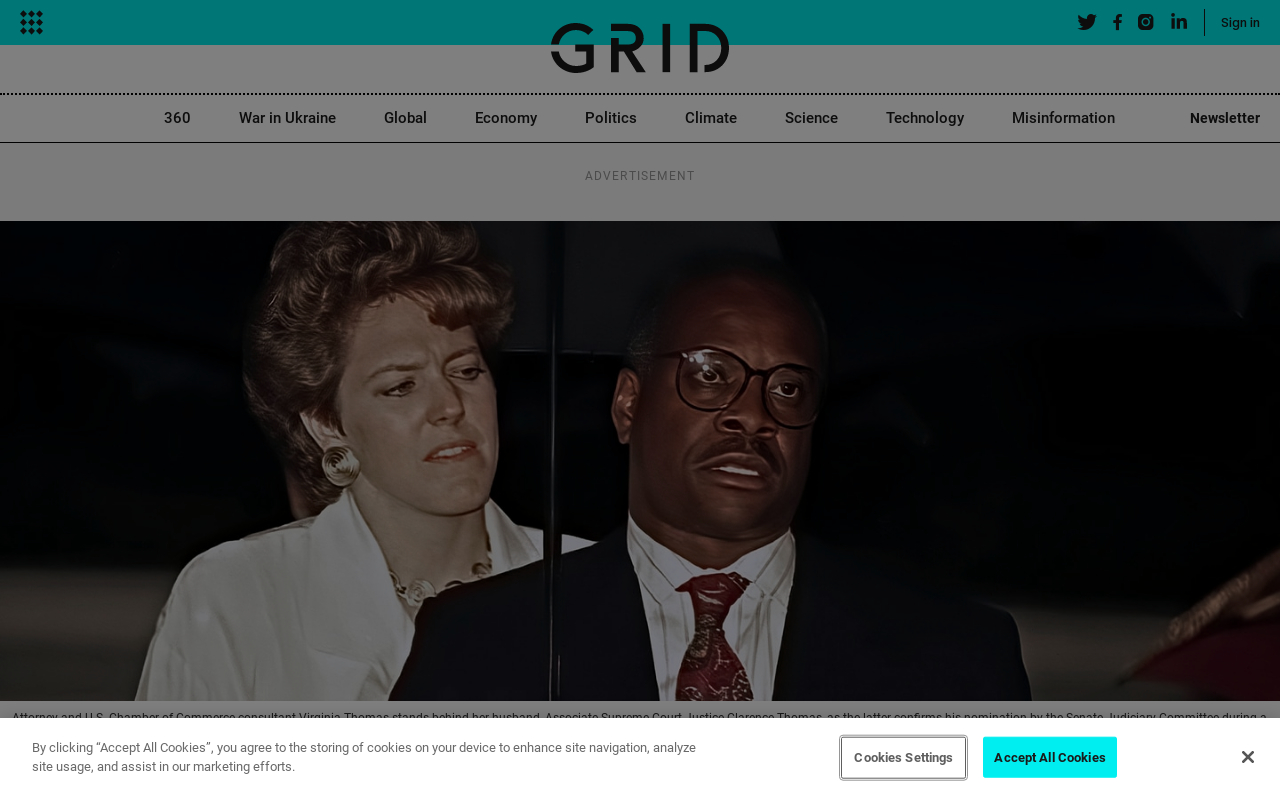 Sign in
GRID
360 War in Ukraine Global Economy Politics Climate Science Technology Misinformation Newsletter
ADVERTISEMENT
Attorney and U.S. Chamber of Commerce consultant Virginia Thomas stands behind her husband, Associate Supreme Court Justice Clarence Thomas, as the latter confirms his nomination by the Senate Judiciary Committee during a
By clicking “Accept All Cookies”, you agree to the storing of cookies on your device to enhance site navigation, analyze
site usage, and assist in our marketing efforts.
Cookies Settings
Accept All Cookies